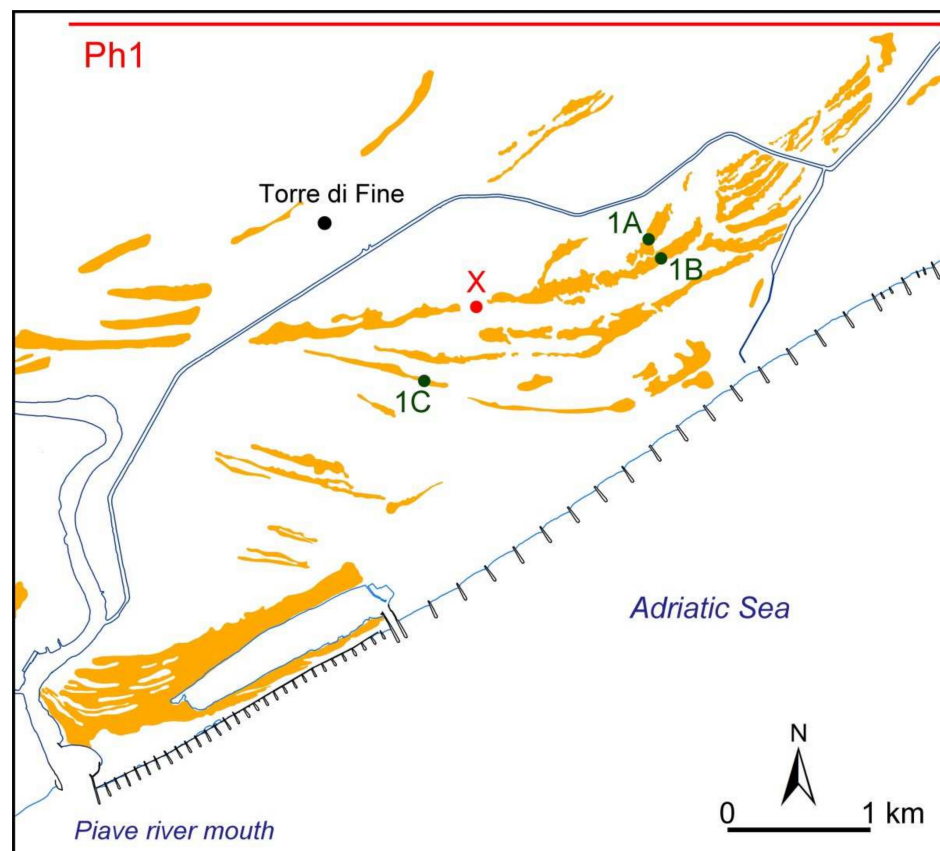 Ph1
Torre di Fine
1A
1B
X
1C
Adriatic Sea
N
0 1 km
Piave river mouth